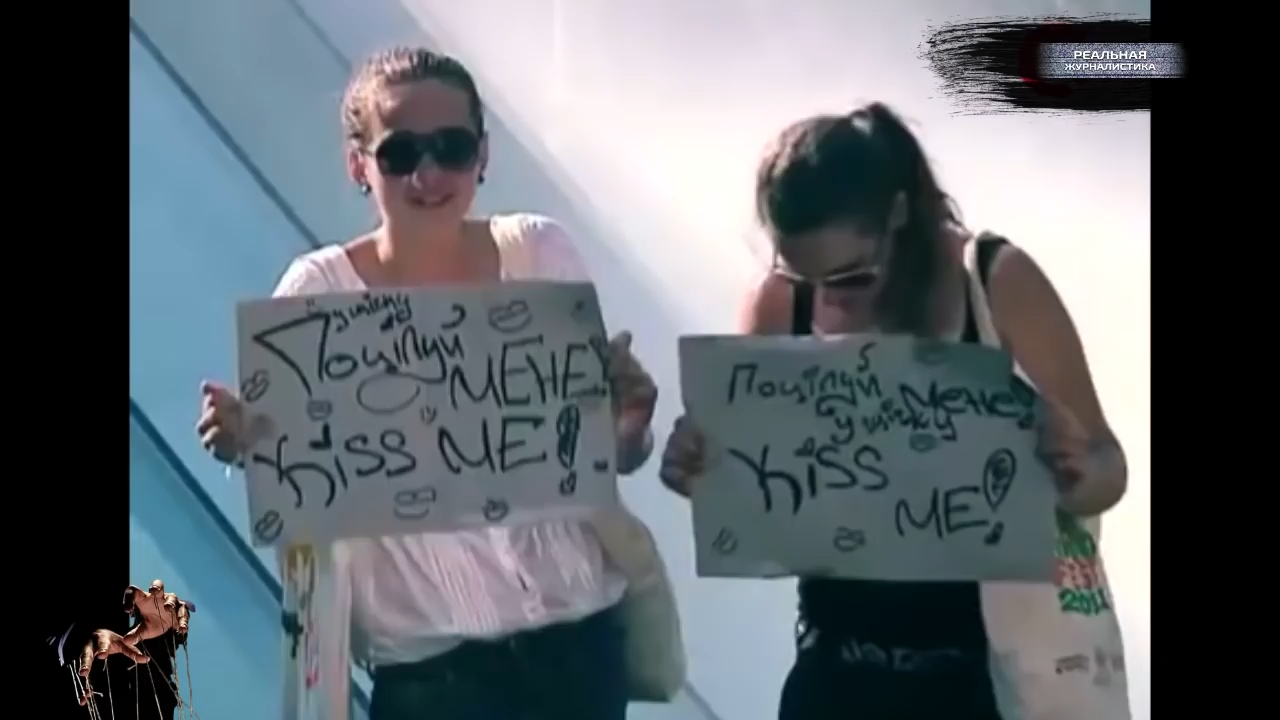 РЕАЛЬНАЯ
ЖУРНАЛИСТИКА
у щічку
Поцілуй
МЕНЕ!
KiSS ME!
Поцілуй
Мене!
у щічку
KiSS
ME!